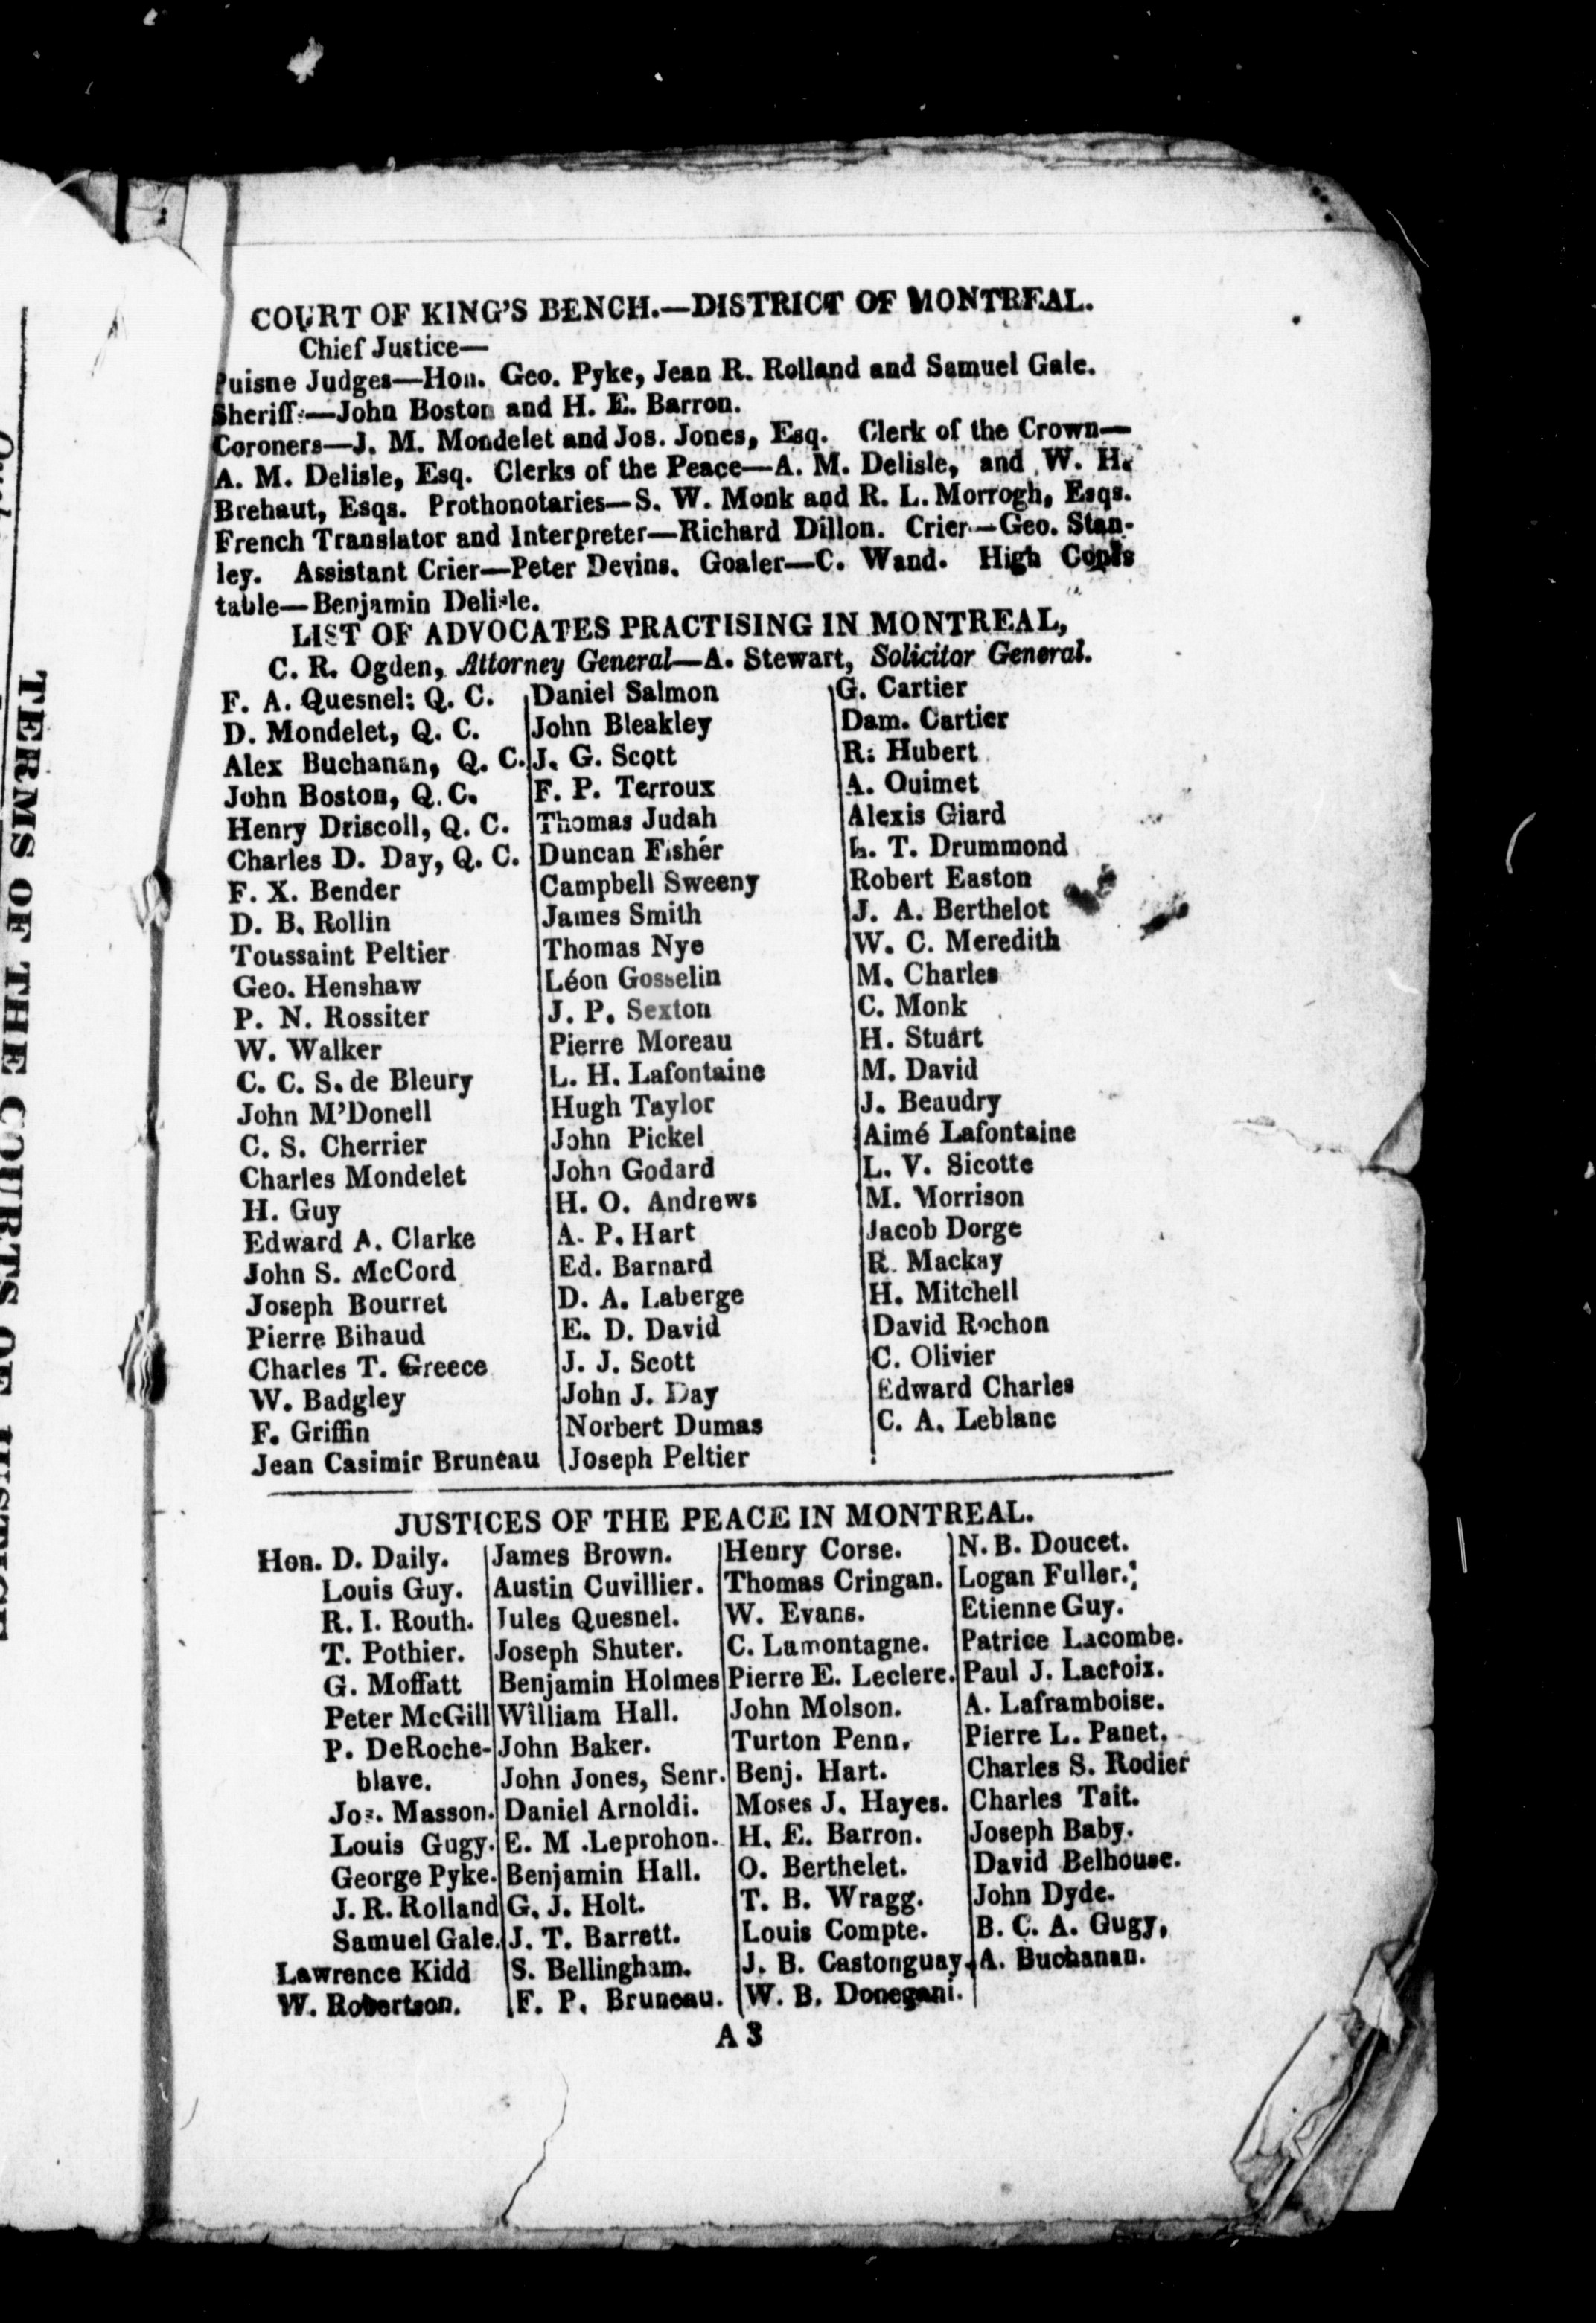 COURT OF KING'S BENCH.—DISTRICT OF MONTREAL.
Chief Justice—
Puisne Judges—Hon. Geo. Pyke, Jean R. Rolland and Samuel Gale.
Sheriff:—John Boston and H. E. Barron.
Coroners—J. M. Mondelet and Jos. Jones, Esq. Clerk of the Crown—
A. M. Delisle, Esq. Clerks of the Peace—A. M. Delisle, and W. H.
Brehaut, Esqs. Prothonotaries—S. W. Monk and R. L. Morrogh, Esqs.
French Translator and Interpreter—Richard Dillon. Crier—Geo. Stan-
ley. Assistant Crier—Peter Devins. Goaler—C. Wand. High Cons
table—Benjamin Delisle.
LIST OF ADVOCATES PRACTISING IN MONTREAL,
C. R. Ogden, Attorney General—A. Stewart, Solicitor General.
F. A. Quesnel: Q. C.
D. Mondelet, Q. C.
Alex Buchanan, Q. C.
John Boston, Q. C.
Henry Driscoll, Q. C.
Charles D. Day, Q. C.
F. X. Bender
D. B. Rollin
Toussaint Peltier
Geo. Henshaw
P. N. Rossiter
W. Walker
C. C. S. de Bleury
John M'Donell
C. S. Cherrier
Charles Mondelet
H. Guy
Edward A. Clarke
John S. McCord
Joseph Bourret
Pierre Bibaud
Charles T. Greece
W. Badgley
F. Griffin
Jean Casimir Bruneau
Daniel Salmon
John Bleakley
J. G. Scott
F. P. Terroux
Thomas Judah
Duncan Fisher
Campbell Sweeny
James Smith
Thomas Nye
Léon Gosselin
J. P. Sexton
Pierre Moreau
L. H. Lafontaine
Hugh Taylor
John Pickel
John Godard
H. O. Andrews
A. P. Hart
Ed. Barnard
D. A. Laberge
E. D. David
J. J. Scott
John J. Day
Norbert Dumas
Joseph Peltier
G. Cartier
Dam. Cartier
R. Hubert
A. Ouimet
Alexis Giard
L. T. Drummond
Robert Easton
J. A. Berthelot
W. C. Meredith
M. Charles
C. Monk
H. Stuart
M. David
J. Beaudry
Aimé Lafontaine
L. V. Sicotte
M. Morrison
Jacob Dorge
R. Mackay
H. Mitchell
David Rochon
C. Olivier
Edward Charles
C. A. Leblanc
JUSTICES OF THE PEACE IN MONTREAL.
Hon. D. Daily.
Louis Guy.
R. I. Routh.
T. Pothier.
G. Moffatt
Peter McGill
P. DeRoche-
blave.
Jos. Masson.
Louis Gugy.
George Pyke.
J. R. Rolland
Samuel Gale.
Lawrence Kidd
W. Robertson.
James Brown.
Austin Cuvillier.
Jules Quesnel.
Joseph Shuter.
Benjamin Holmes
William Hall.
John Baker.
John Jones, Senr.
Daniel Arnoldi.
E. M .Leprohon.
Benjamin Hall.
G. J. Holt.
J. T. Barrett.
S. Bellingham.
F. P. Bruneau.
Henry Corse.
Thomas Cringan.
W. Evans.
C. Lamontagne.
Pierre E. Leclere.
John Molson.
Turton Penn.
Benj. Hart.
Moses J. Hayes.
H. E. Barron.
O. Berthelet.
T. B. Wragg.
Louis Compte.
J. B. Castonguay.
W. B. Donegani.
N. B. Doucet.
Logan Fuller.
Etienne Guy.
Patrice Lacombe.
Paul J. Lacroix.
A. Laframboise.
Pierre L. Panet.
Charles S. Rodier
Charles Tait.
Joseph Baby.
David Belhouse.
John Dyde.
B. C. A. Gugy,
A. Buchanan.
A 3
TERMS OF THE COURTS OF JUSTICE